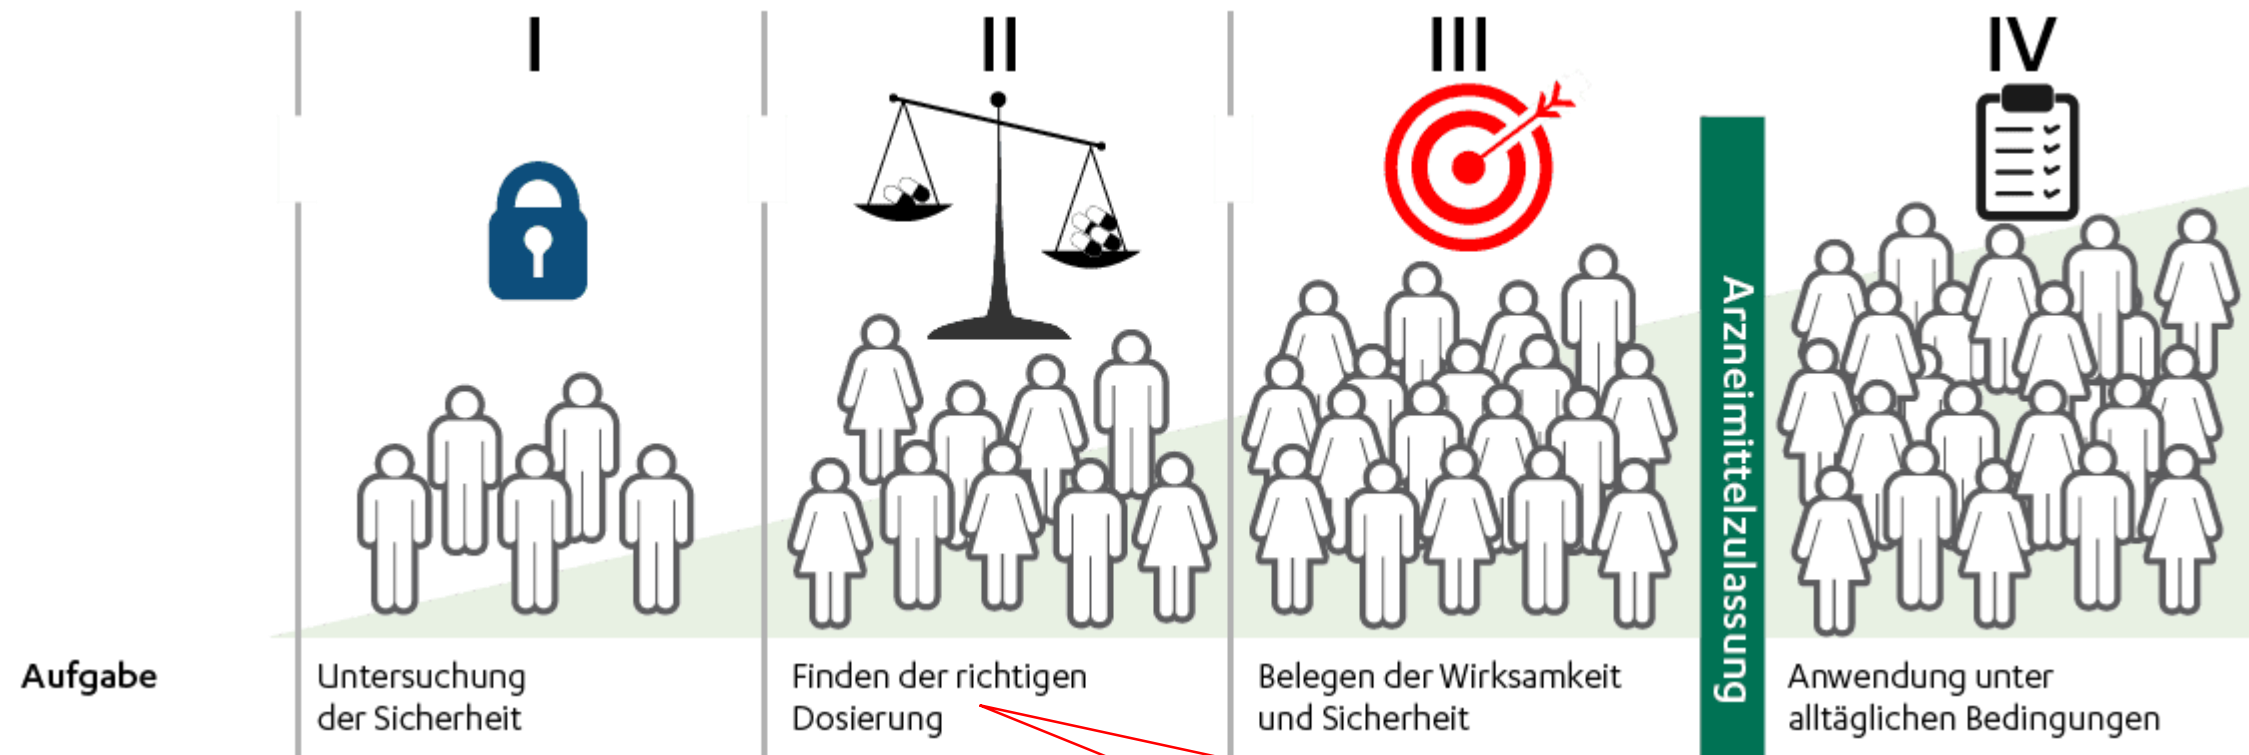 I
II
III
IV
Arzneimittelzulassung
Aufgabe
Untersuchung
der Sicherheit
Finden der richtigen
Dosierung
Belegen der Wirksamkeit
und Sicherheit
Anwendung unter
alltäglichen Bedingungen